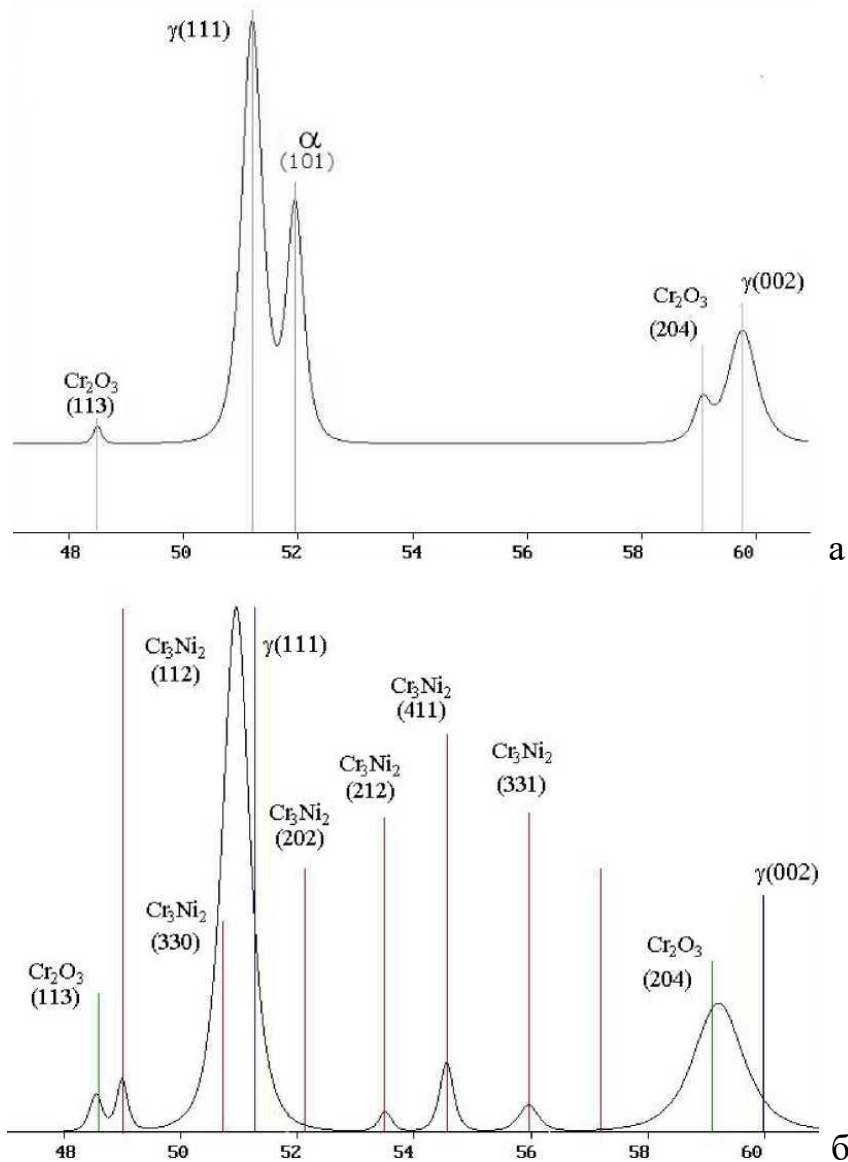 γ(111)
α
(101)
Cr₂O₃
(113)
Cr₂O₃
(204)
γ(002)
48 50 52 54 56 58 60
а
Cr₃Ni₂
(112)
γ(111)
Cr₃Ni₂
(411)
Cr₃Ni₂
(331)
Cr₃Ni₂
(212)
Cr₃Ni₂
(202)
Cr₃Ni₂
(330)
γ(002)
Cr₂O₃
(204)
Cr₂O₃
(113)
48 50 52 54 56 58 60
б